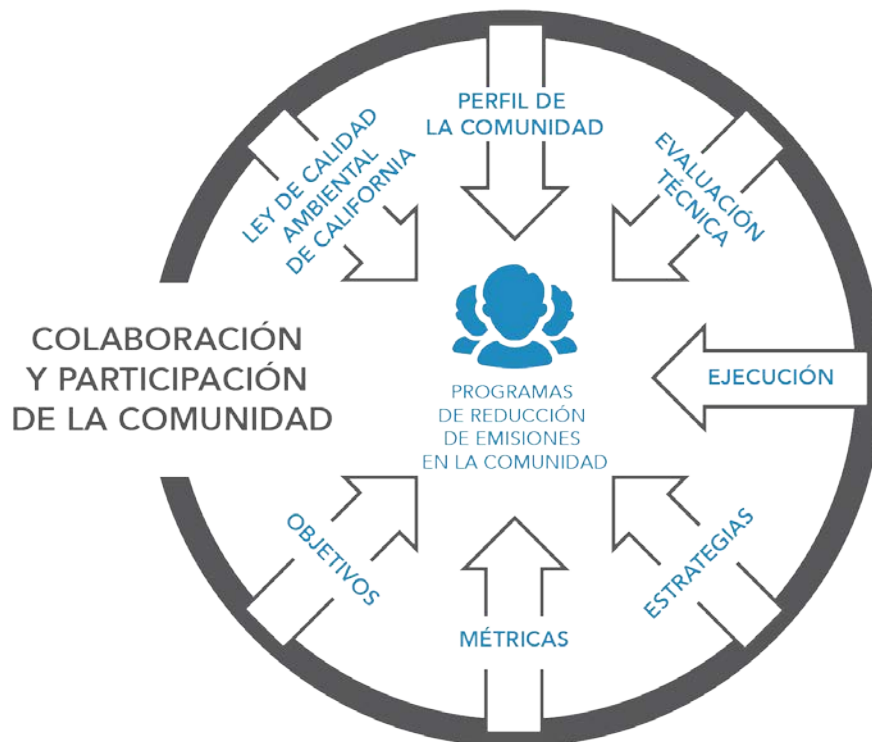 PERFIL DE
LA COMUNIDAD
LEY DE CALIDAD
AMBIENTAL
DE CALIFORNIA
EVALUACIÓN
TÉCNICA
COLABORACIÓN
Y PARTICIPACIÓN
DE LA COMUNIDAD
EJECUCIÓN
PROGRAMAS
DE REDUCCIÓN
DE EMISIONES
EN LA COMUNIDAD
OBJETIVOS
ESTRATEGIAS
MÉTRICAS